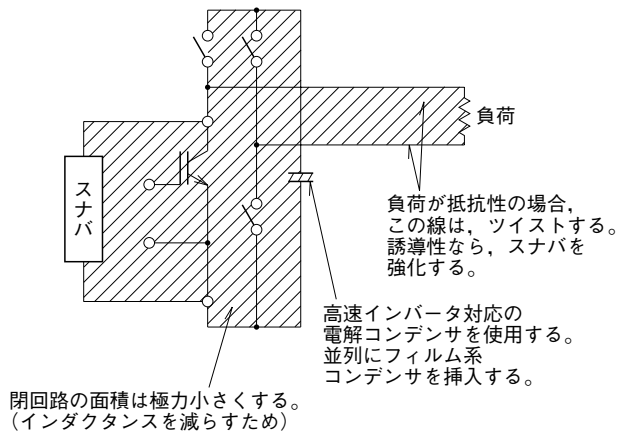 負荷
スナバ
負荷が抵抗性の場合，
この線は，ツイストする。
誘導性なら，スナバを
強化する。
高速インバータ対応の
電解コンデンサを使用する。
並列にフィルム系
コンデンサを挿入する。
閉回路の面積は極力小さくする。
（インダクタンスを減らすため）